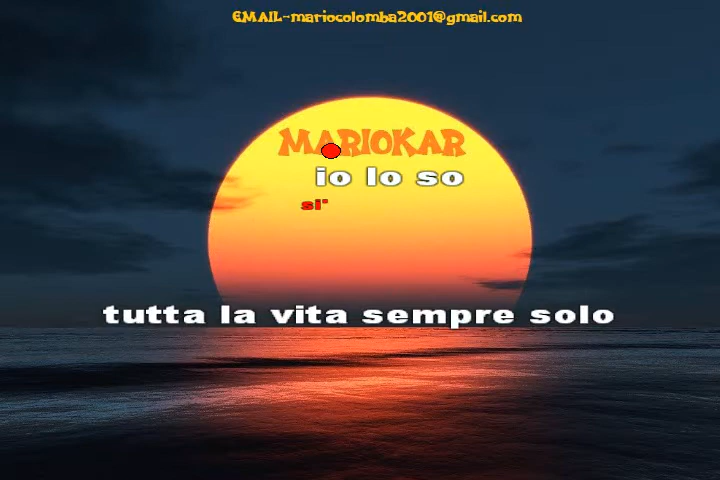 EMAIL-mariocolomba2001@gmail.com
MARIOKAR
io lo so
si"
tutta la vita sempre solo